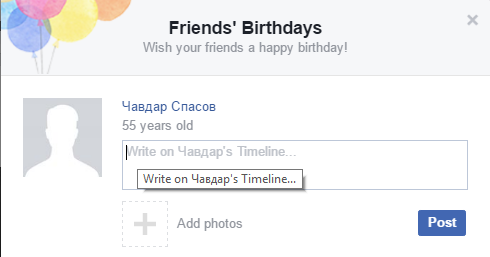 Friends' Birthdays
Wish your friends a happy birthday!
Чавдар Спасов
55 years old
Write on Чавдар's Timeline...
Write on Чавдар's Timeline...
Add photos
Post